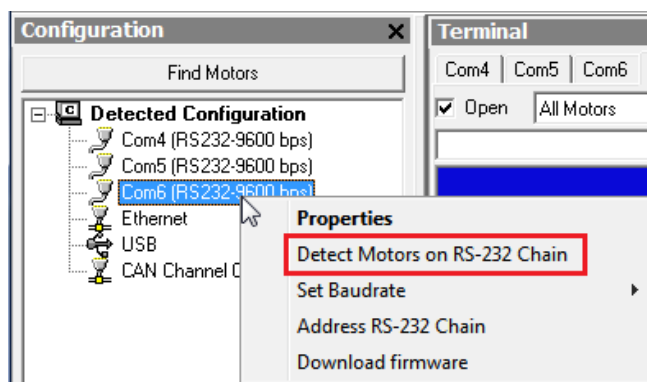 Configuration
Find Motors
Detected Configuration
Com4 (RS232-9600 bps)
Com5 (RS232-9600 bps)
Com6 (RS232-9600 bps)
Ethernet
USB
CAN Channel
Properties
Detect Motors on RS-232 Chain
Set Baudrate
Address RS-232 Chain
Download firmware
Terminal
Com4 Com5 Com6
Open All Motors